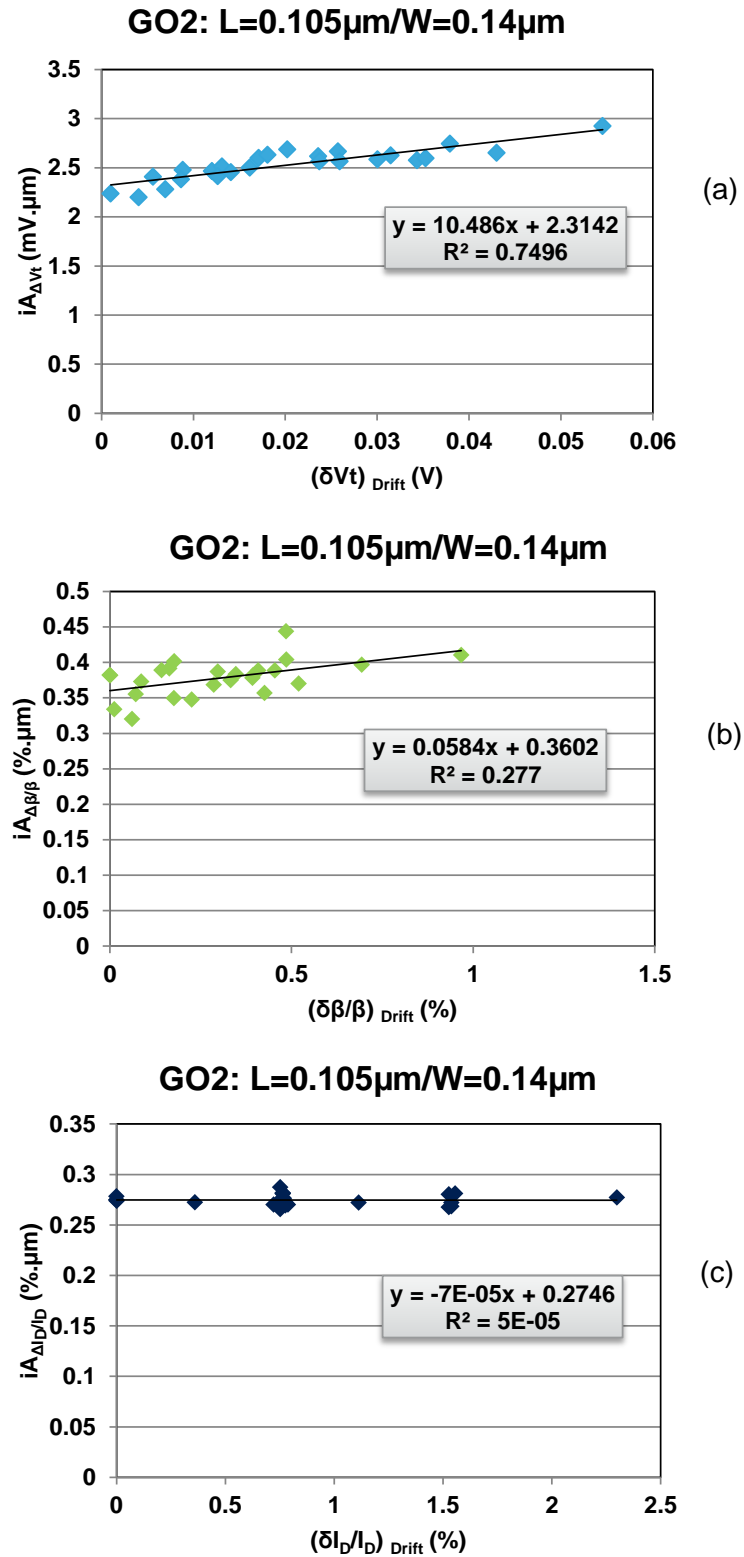 GO2: L=0.105µm/W=0.14µm
3.5
3
2.5
2
1.5
1
0.5
0
0 0.01 0.02 0.03 0.04 0.05 0.06
iAΔVt (mV.µm)
(δVt) Drift (V)
y = 10.486x + 2.3142
R² = 0.7496
(a)
GO2: L=0.105µm/W=0.14µm
0.5
0.45
0.4
0.35
0.3
0.25
0.2
0.15
0.1
0.05
0
0 0.5 1 1.5
iAΔβ/β (%.µm)
(δβ/β) Drift (%)
y = 0.0584x + 0.3602
R² = 0.277
(b)
GO2: L=0.105µm/W=0.14µm
0.35
0.3
0.25
0.2
0.15
0.1
0.05
0
0 0.5 1 1.5 2 2.5
iAΔID/ID (%.µm)
(δID/ID) Drift (%)
y = -7E-05x + 0.2746
R² = 5E-05
(c)